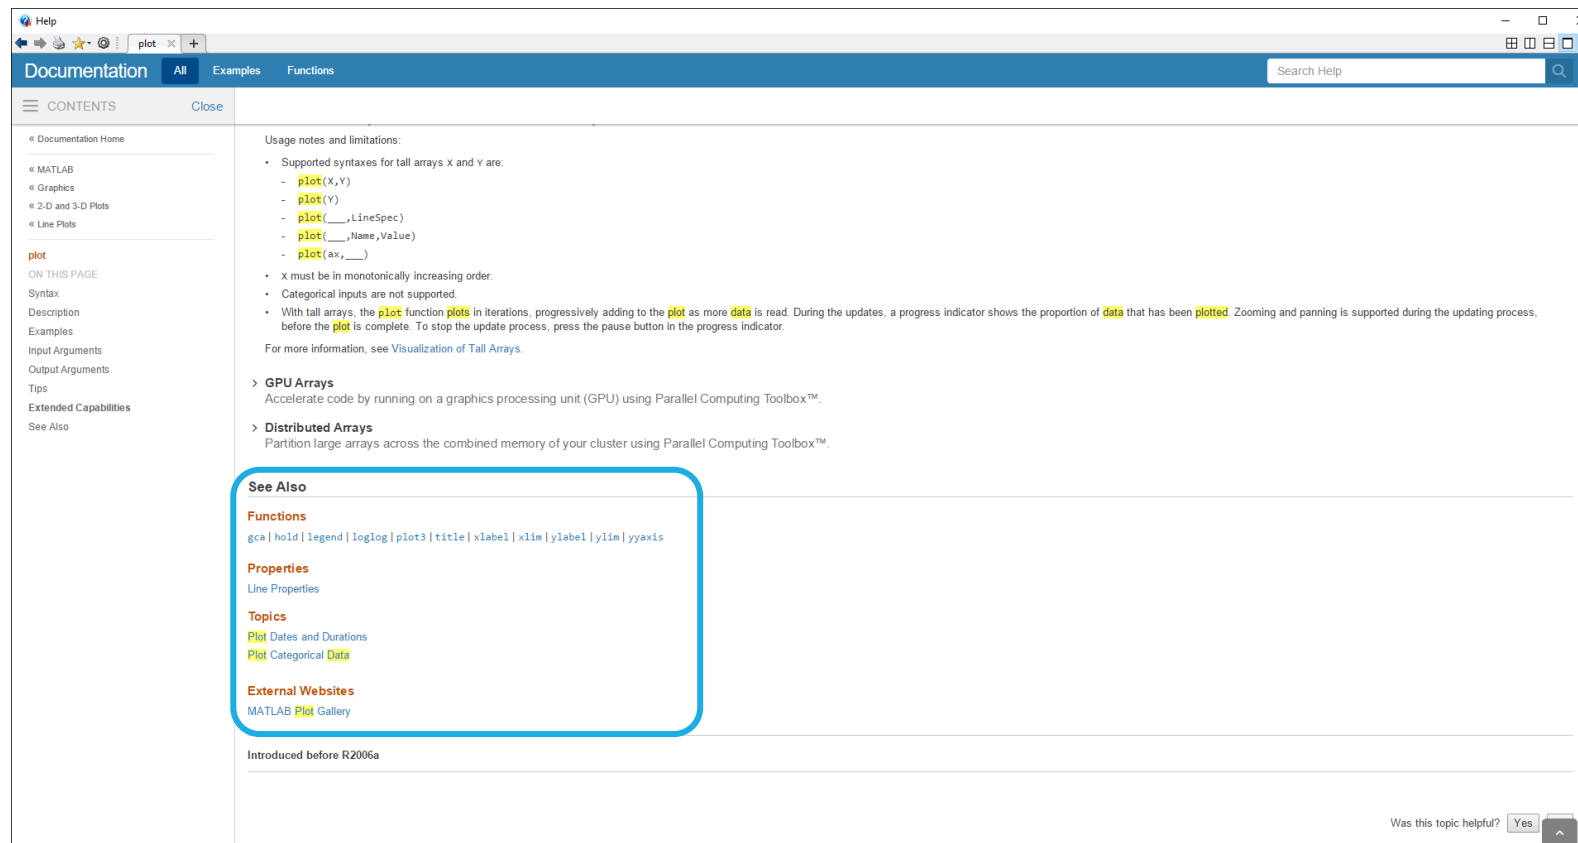 Help
plot
Documentation All Examples Functions Search Help
CONTENTS Close
« Documentation Home
« MATLAB
« Graphics
« 2-D and 3-D Plots
« Line Plots
plot
ON THIS PAGE
Syntax
Description
Examples
Input Arguments
Output Arguments
Tips
Extended Capabilities
See Also
Usage notes and limitations:
• Supported syntaxes for tall arrays X and Y are:
- plot(X,Y)
- plot(Y)
- plot(___,LineSpec)
- plot(___,Name,Value)
- plot(ax,___)
• X must be in monotonically increasing order.
• Categorical inputs are not supported.
• With tall arrays, the plot function plots in iterations, progressively adding to the plot as more data is read. During the updates, a progress indicator shows the proportion of data that has been plotted. Zooming and panning is supported during the updating process,
before the plot is complete. To stop the update process, press the pause button in the progress indicator.
For more information, see Visualization of Tall Arrays.
GPU Arrays
Accelerate code by running on a graphics processing unit (GPU) using Parallel Computing Toolbox™.
Distributed Arrays
Partition large arrays across the combined memory of your cluster using Parallel Computing Toolbox™.
See Also
Functions
gca | hold | legend | loglog | plot3 | title | xlabel | xlim | ylabel | ylim | yyaxis
Properties
Line Properties
Topics
Plot Dates and Durations
Plot Categorical Data
External Websites
MATLAB Plot Gallery
Introduced before R2006a
Was this topic helpful? Yes